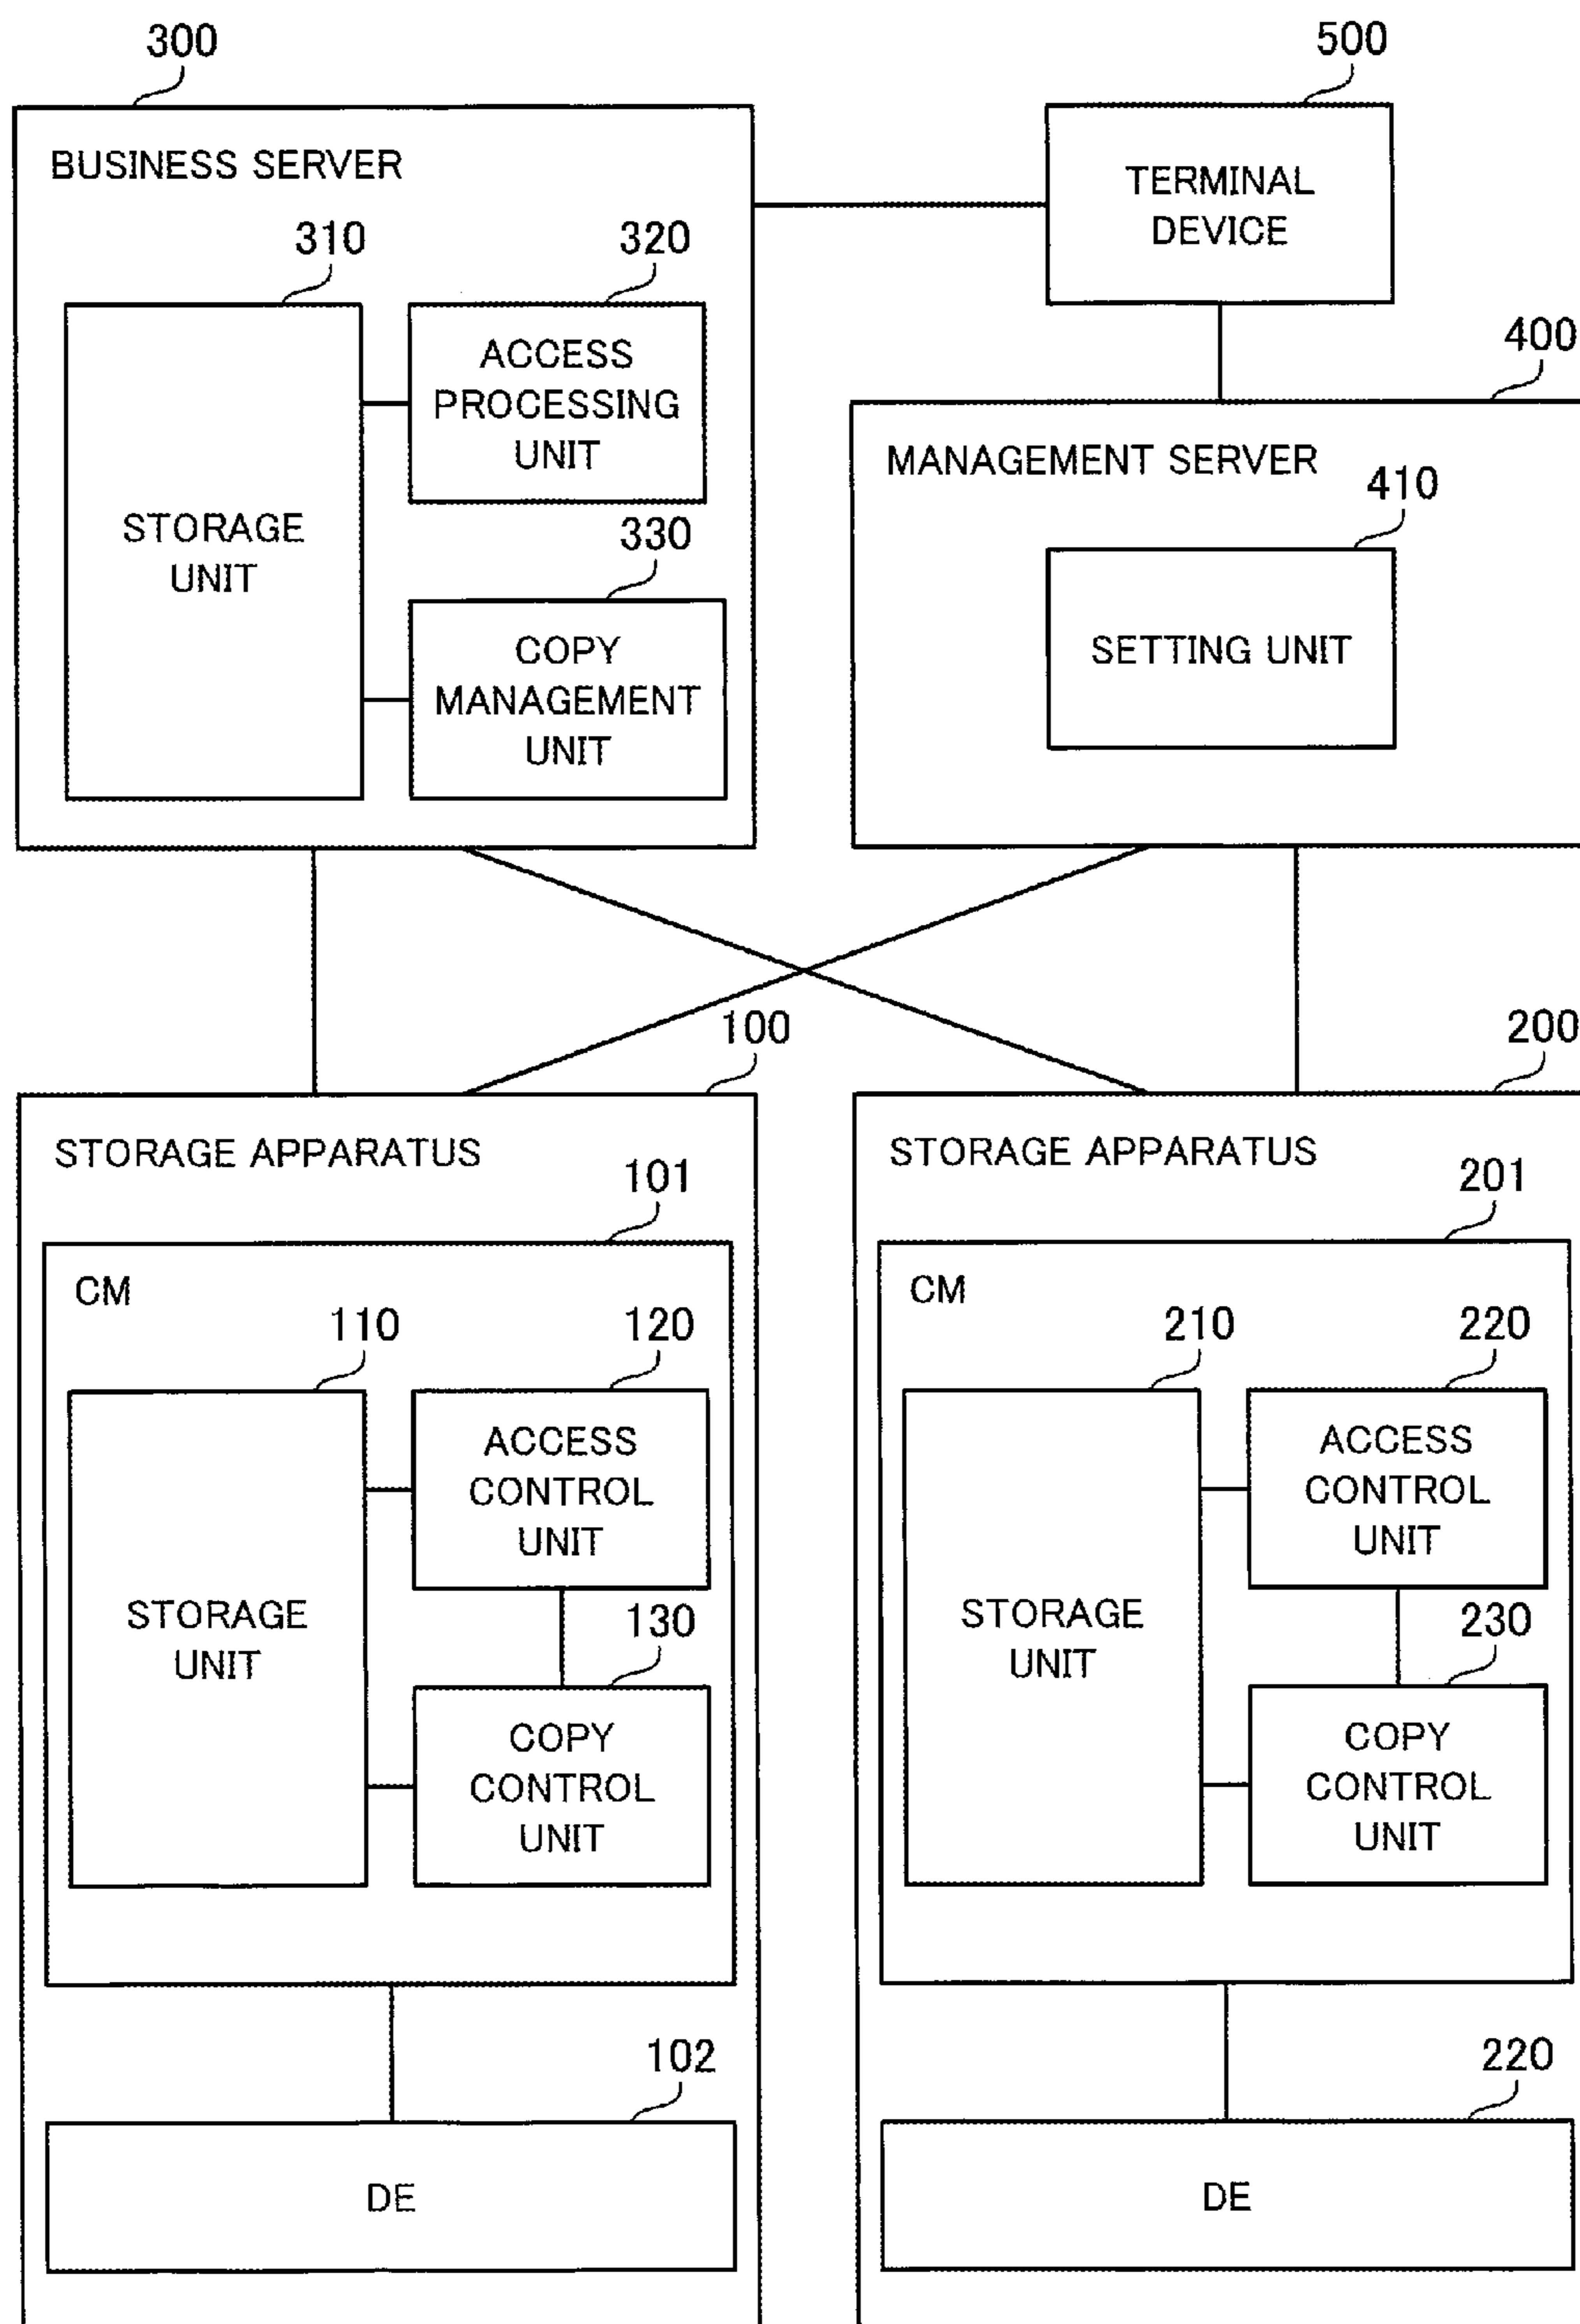 300
BUSINESS SERVER
310
STORAGE
UNIT
320
ACCESS
PROCESSING
UNIT
330
COPY
MANAGEMENT
UNIT
500
TERMINAL
DEVICE
400
MANAGEMENT SERVER
410
SETTING UNIT
100
STORAGE APPARATUS
101
CM
110
STORAGE
UNIT
120
ACCESS
CONTROL
UNIT
130
COPY
CONTROL
UNIT
102
DE
200
STORAGE APPARATUS
201
CM
210
STORAGE
UNIT
220
ACCESS
CONTROL
UNIT
230
COPY
CONTROL
UNIT
220
DE